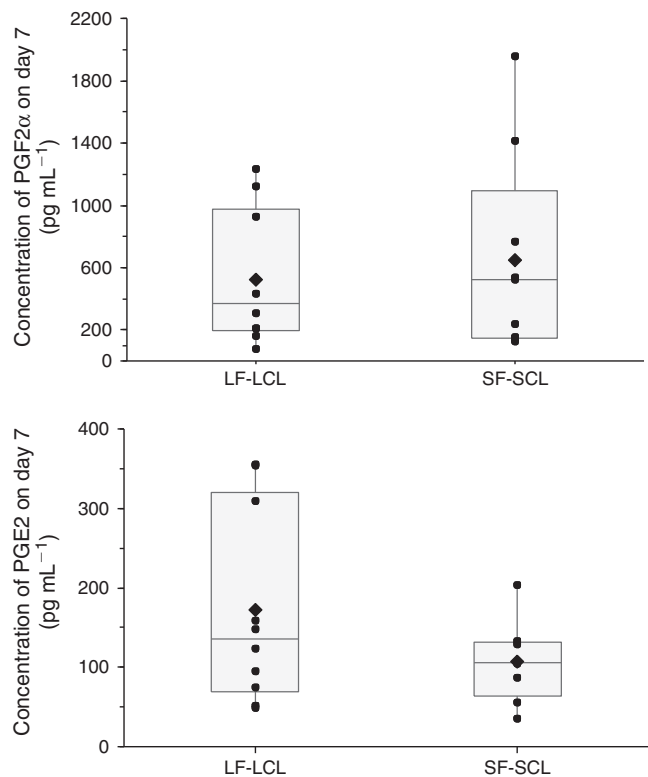 Concentration of PGF2α on day 7
(pg mL⁻¹)
2200
1800
1400
1000
600
200
0
LF-LCL SF-SCL
Concentration of PGE2 on day 7
(pg mL⁻¹)
400
300
200
100
0
LF-LCL SF-SCL